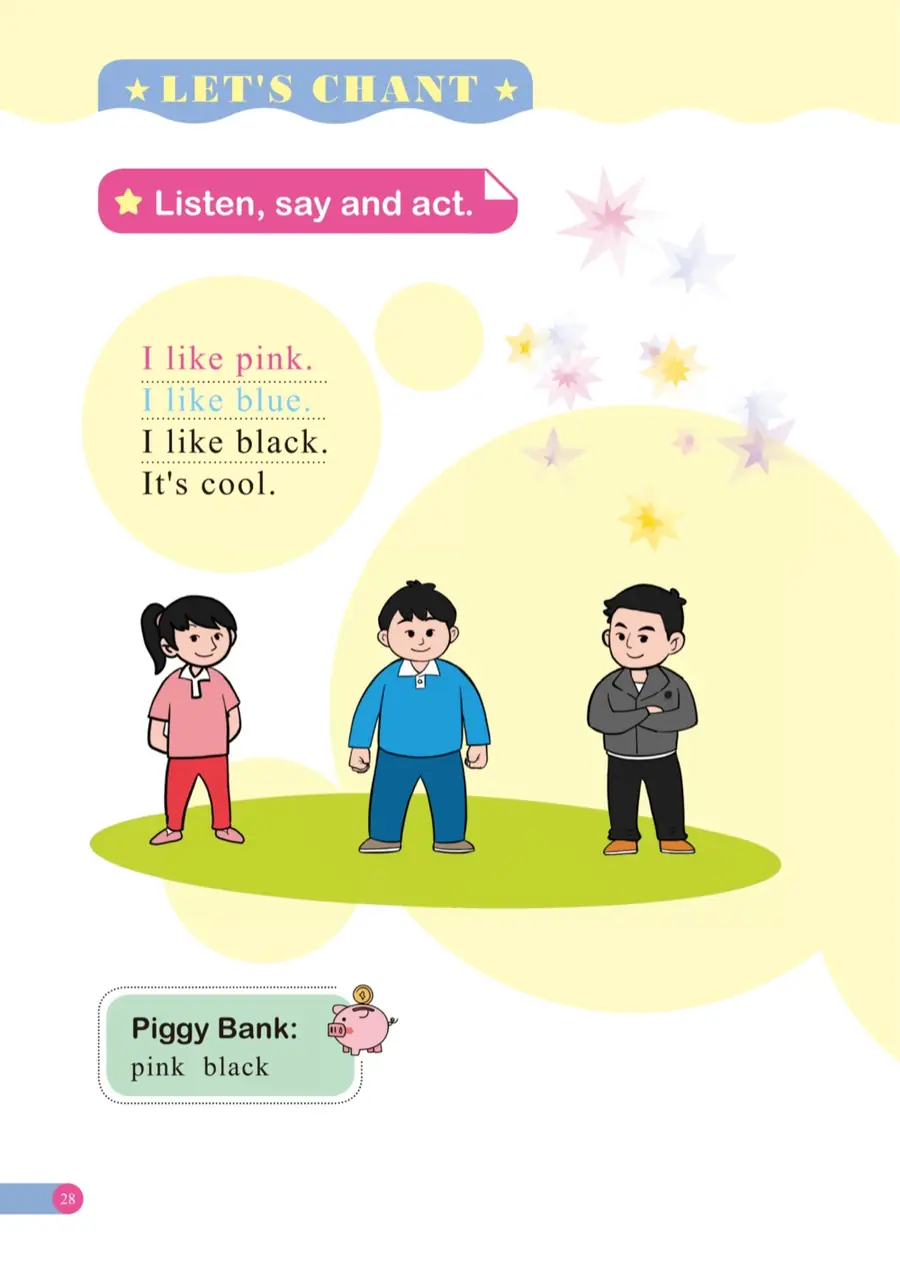 LET'S CHANT
Listen, say and act.
I like pink.
I like blue.
I like black.
It's cool.
Piggy Bank:
pink black
28